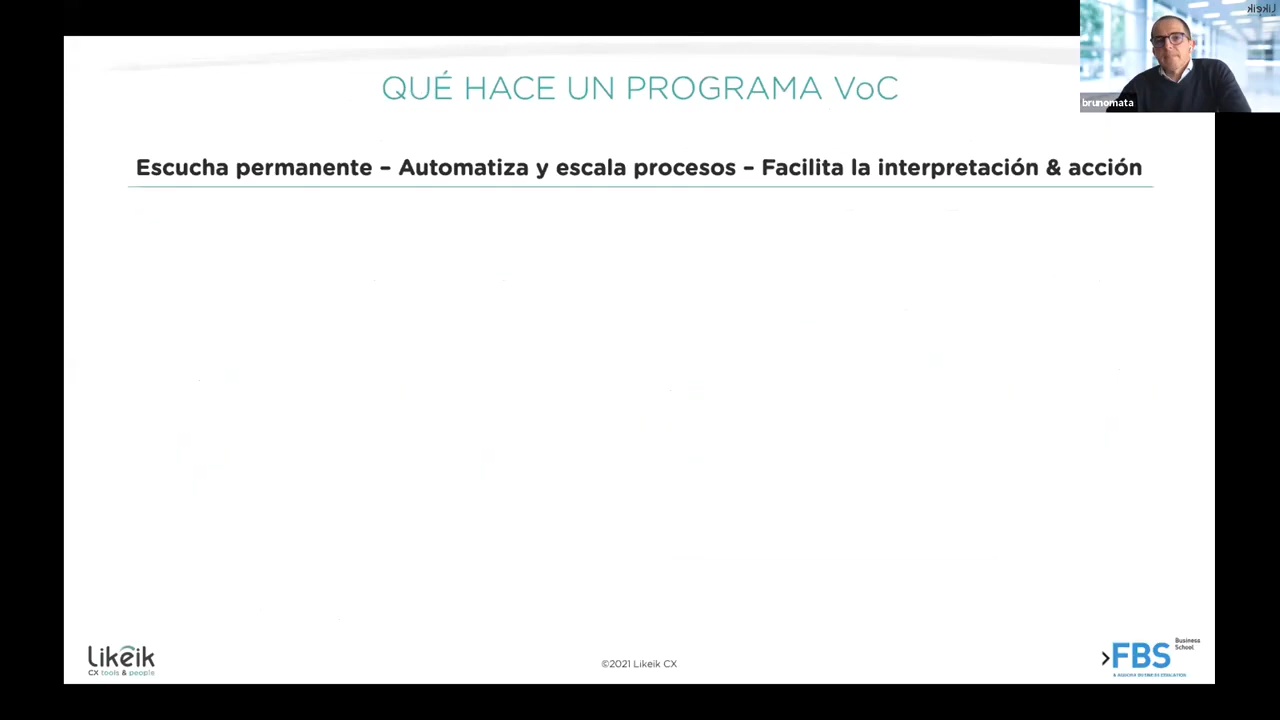 Likeik
brunomata
QUÉ HACE UN PROGRAMA VoC
Escucha permanente – Automatiza y escala procesos – Facilita la interpretación & acción
Likeik
CX tools & people
©2021 Likeik CX
FBS Business
School